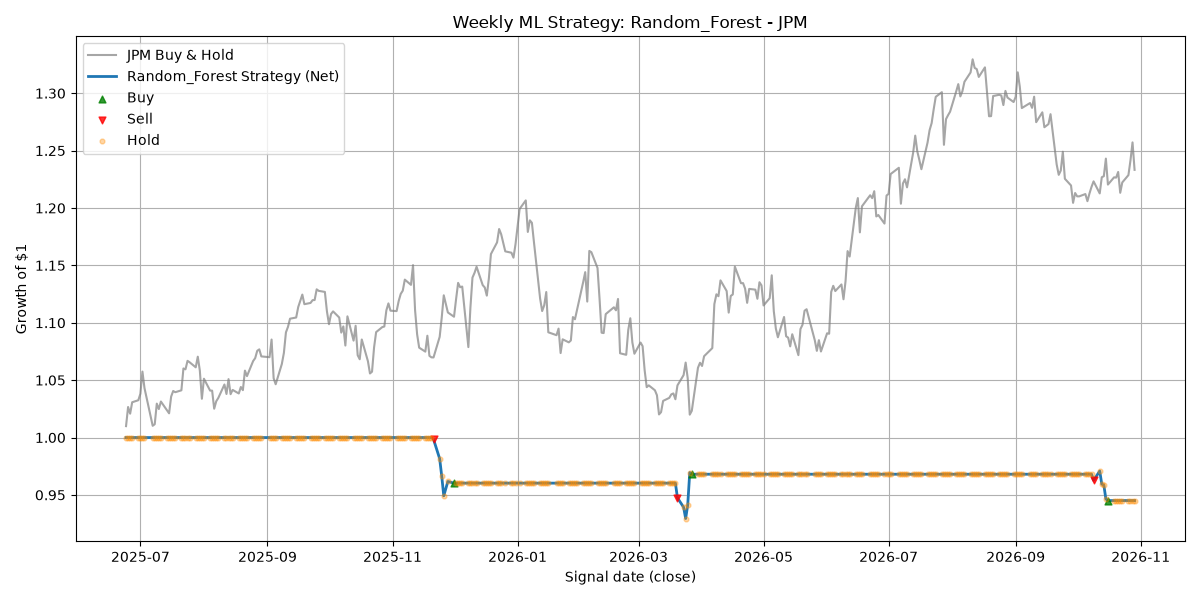 Weekly ML Strategy: Random_Forest - JPM
JPM Buy & Hold
Random_Forest Strategy (Net)
Buy
Sell
Hold
Growth of $1
1.30
1.25
1.20
1.15
1.10
1.05
1.00
0.95
2025-07
2025-09
2025-11
2026-01
2026-03
2026-05
2026-07
2026-09
2026-11
Signal date (close)